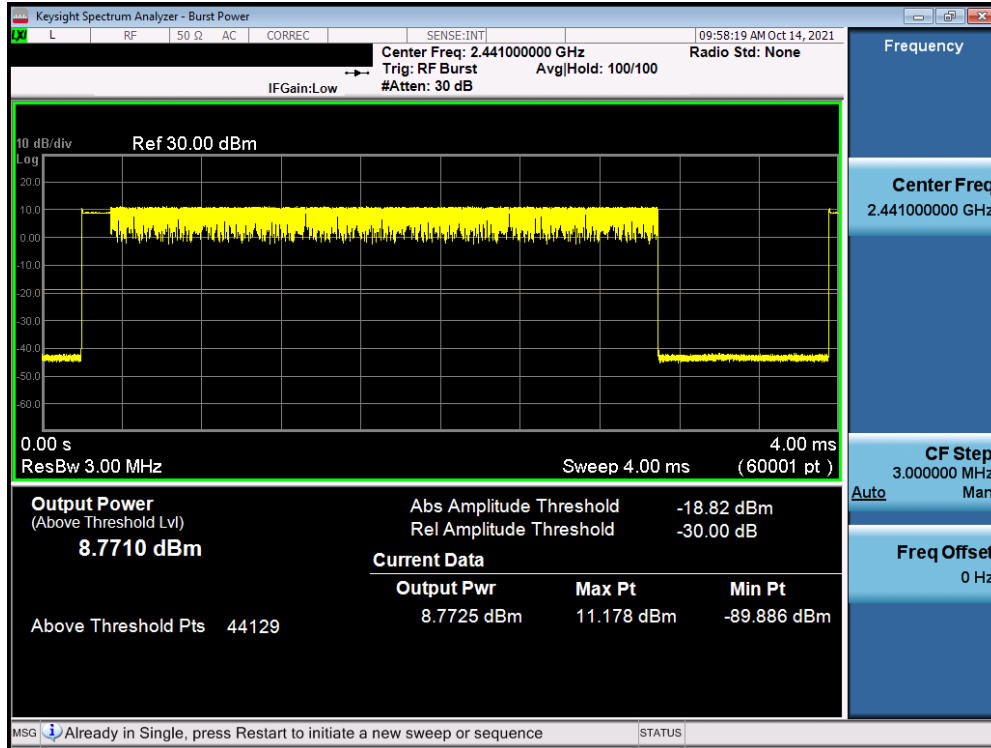 Keysight Spectrum Analyzer - Burst Power
LXI L RF 50 Ω AC CORREC SENSE:INT 09:58:19 AM Oct 14, 2021
Center Freq: 2.441000000 GHz Radio Std: None
Trig: RF Burst Avg|Hold: 100/100
IFGain:Low #Atten: 30 dB
Frequency
10 dB/div Ref 30.00 dBm
Log
20.0
10.0
0.00
-10.0
-20.0
-30.0
-40.0
-50.0
-60.0
0.00 s 4.00 ms
ResBw 3.00 MHz Sweep 4.00 ms (60001 pt)
Center Freq
2.441000000 GHz
CF Step
3.000000 MHz
Auto Man
Freq Offset
0 Hz
Output Power
(Above Threshold Lvl)
8.7710 dBm
Above Threshold Pts 44129
Abs Amplitude Threshold -18.82 dBm
Rel Amplitude Threshold -30.00 dB
Current Data
Output Pwr Max Pt Min Pt
8.7725 dBm 11.178 dBm -89.886 dBm
MSG Already in Single, press Restart to initiate a new sweep or sequence STATUS